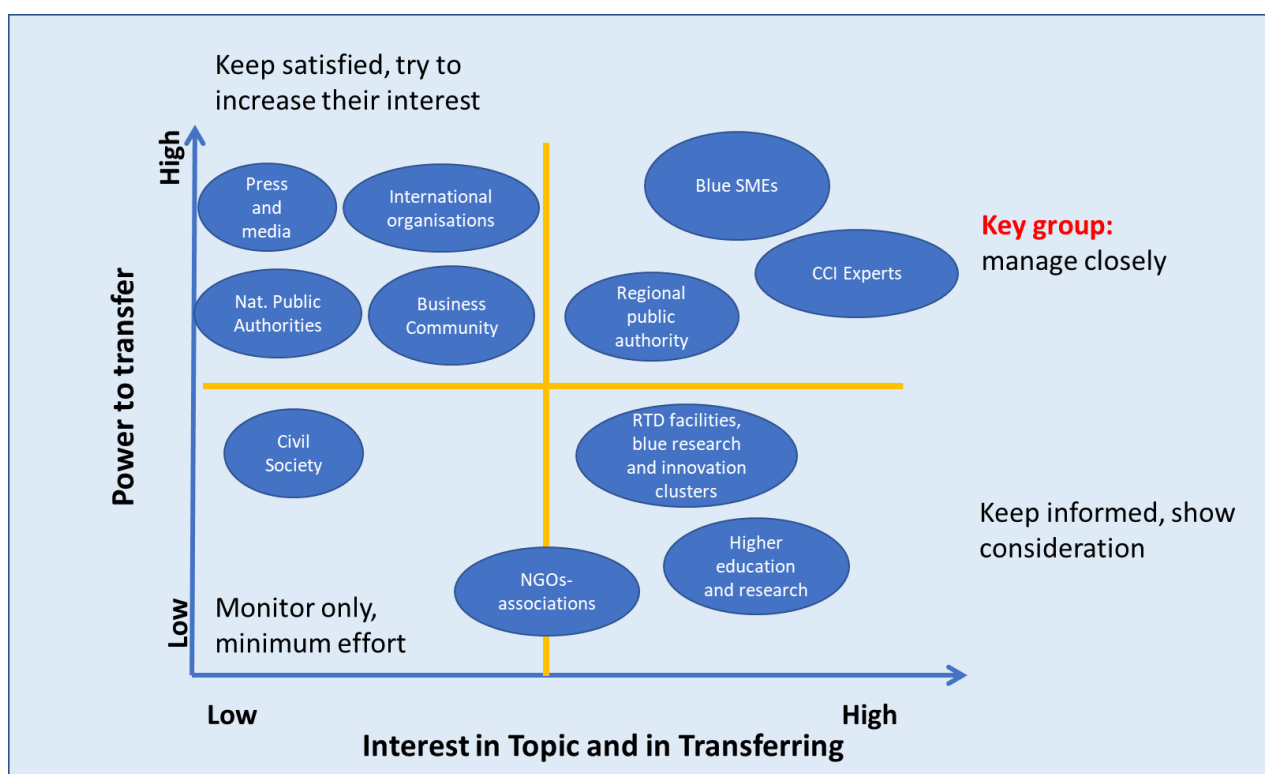 Keep satisfied, try to
increase their interest
High
Press
and
media
International
organisations
Blue SMEs
Key group:
manage closely
CCI Experts
Nat. Public
Authorities
Business
Community
Regional
public
authority
Power to transfer
Civil
Society
RTD facilities,
blue research
and innovation
clusters
Keep informed, show
consideration
Higher
education
and research
NGOs-
associations
Monitor only,
minimum effort
Low
Low
High
Interest in Topic and in Transferring